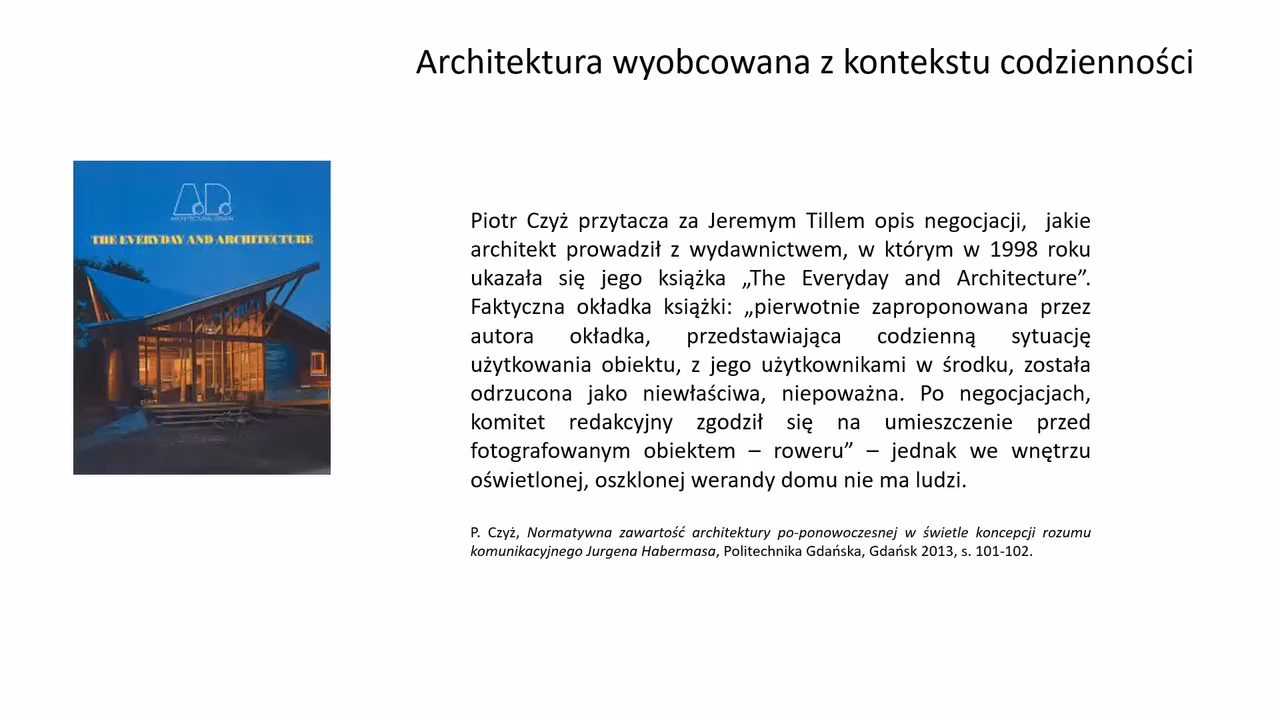 Architektura wyobcowana z kontekstu codzienności
A.D.
ARCHITECTURAL DESIGN
THE EVERYDAY AND ARCHITECTURE
Piotr Czyż przytacza za Jeremym Tillem opis negocjacji, jakie
architekt prowadził z wydawnictwem, w którym w 1998 roku
ukazała się jego książka „The Everyday and Architecture”.
Faktyczna okładka książki: „pierwotnie zaproponowana przez
autora okładka, przedstawiająca codzienną sytuację
użytkowania obiektu, z jego użytkownikami w środku, została
odrzucona jako niewłaściwa, niepoważna. Po negocjacjach,
komitet redakcyjny zgodził się na umieszczenie przed
fotografowanym obiektem – roweru” – jednak we wnętrzu
oświetlonej, oszklonej werandy domu nie ma ludzi.
P. Czyż, Normatywna zawartość architektury po-ponowoczesnej w świetle koncepcji rozumu
komunikacyjnego Jurgena Habermasa, Politechnika Gdańska, Gdańsk 2013, s. 101-102.